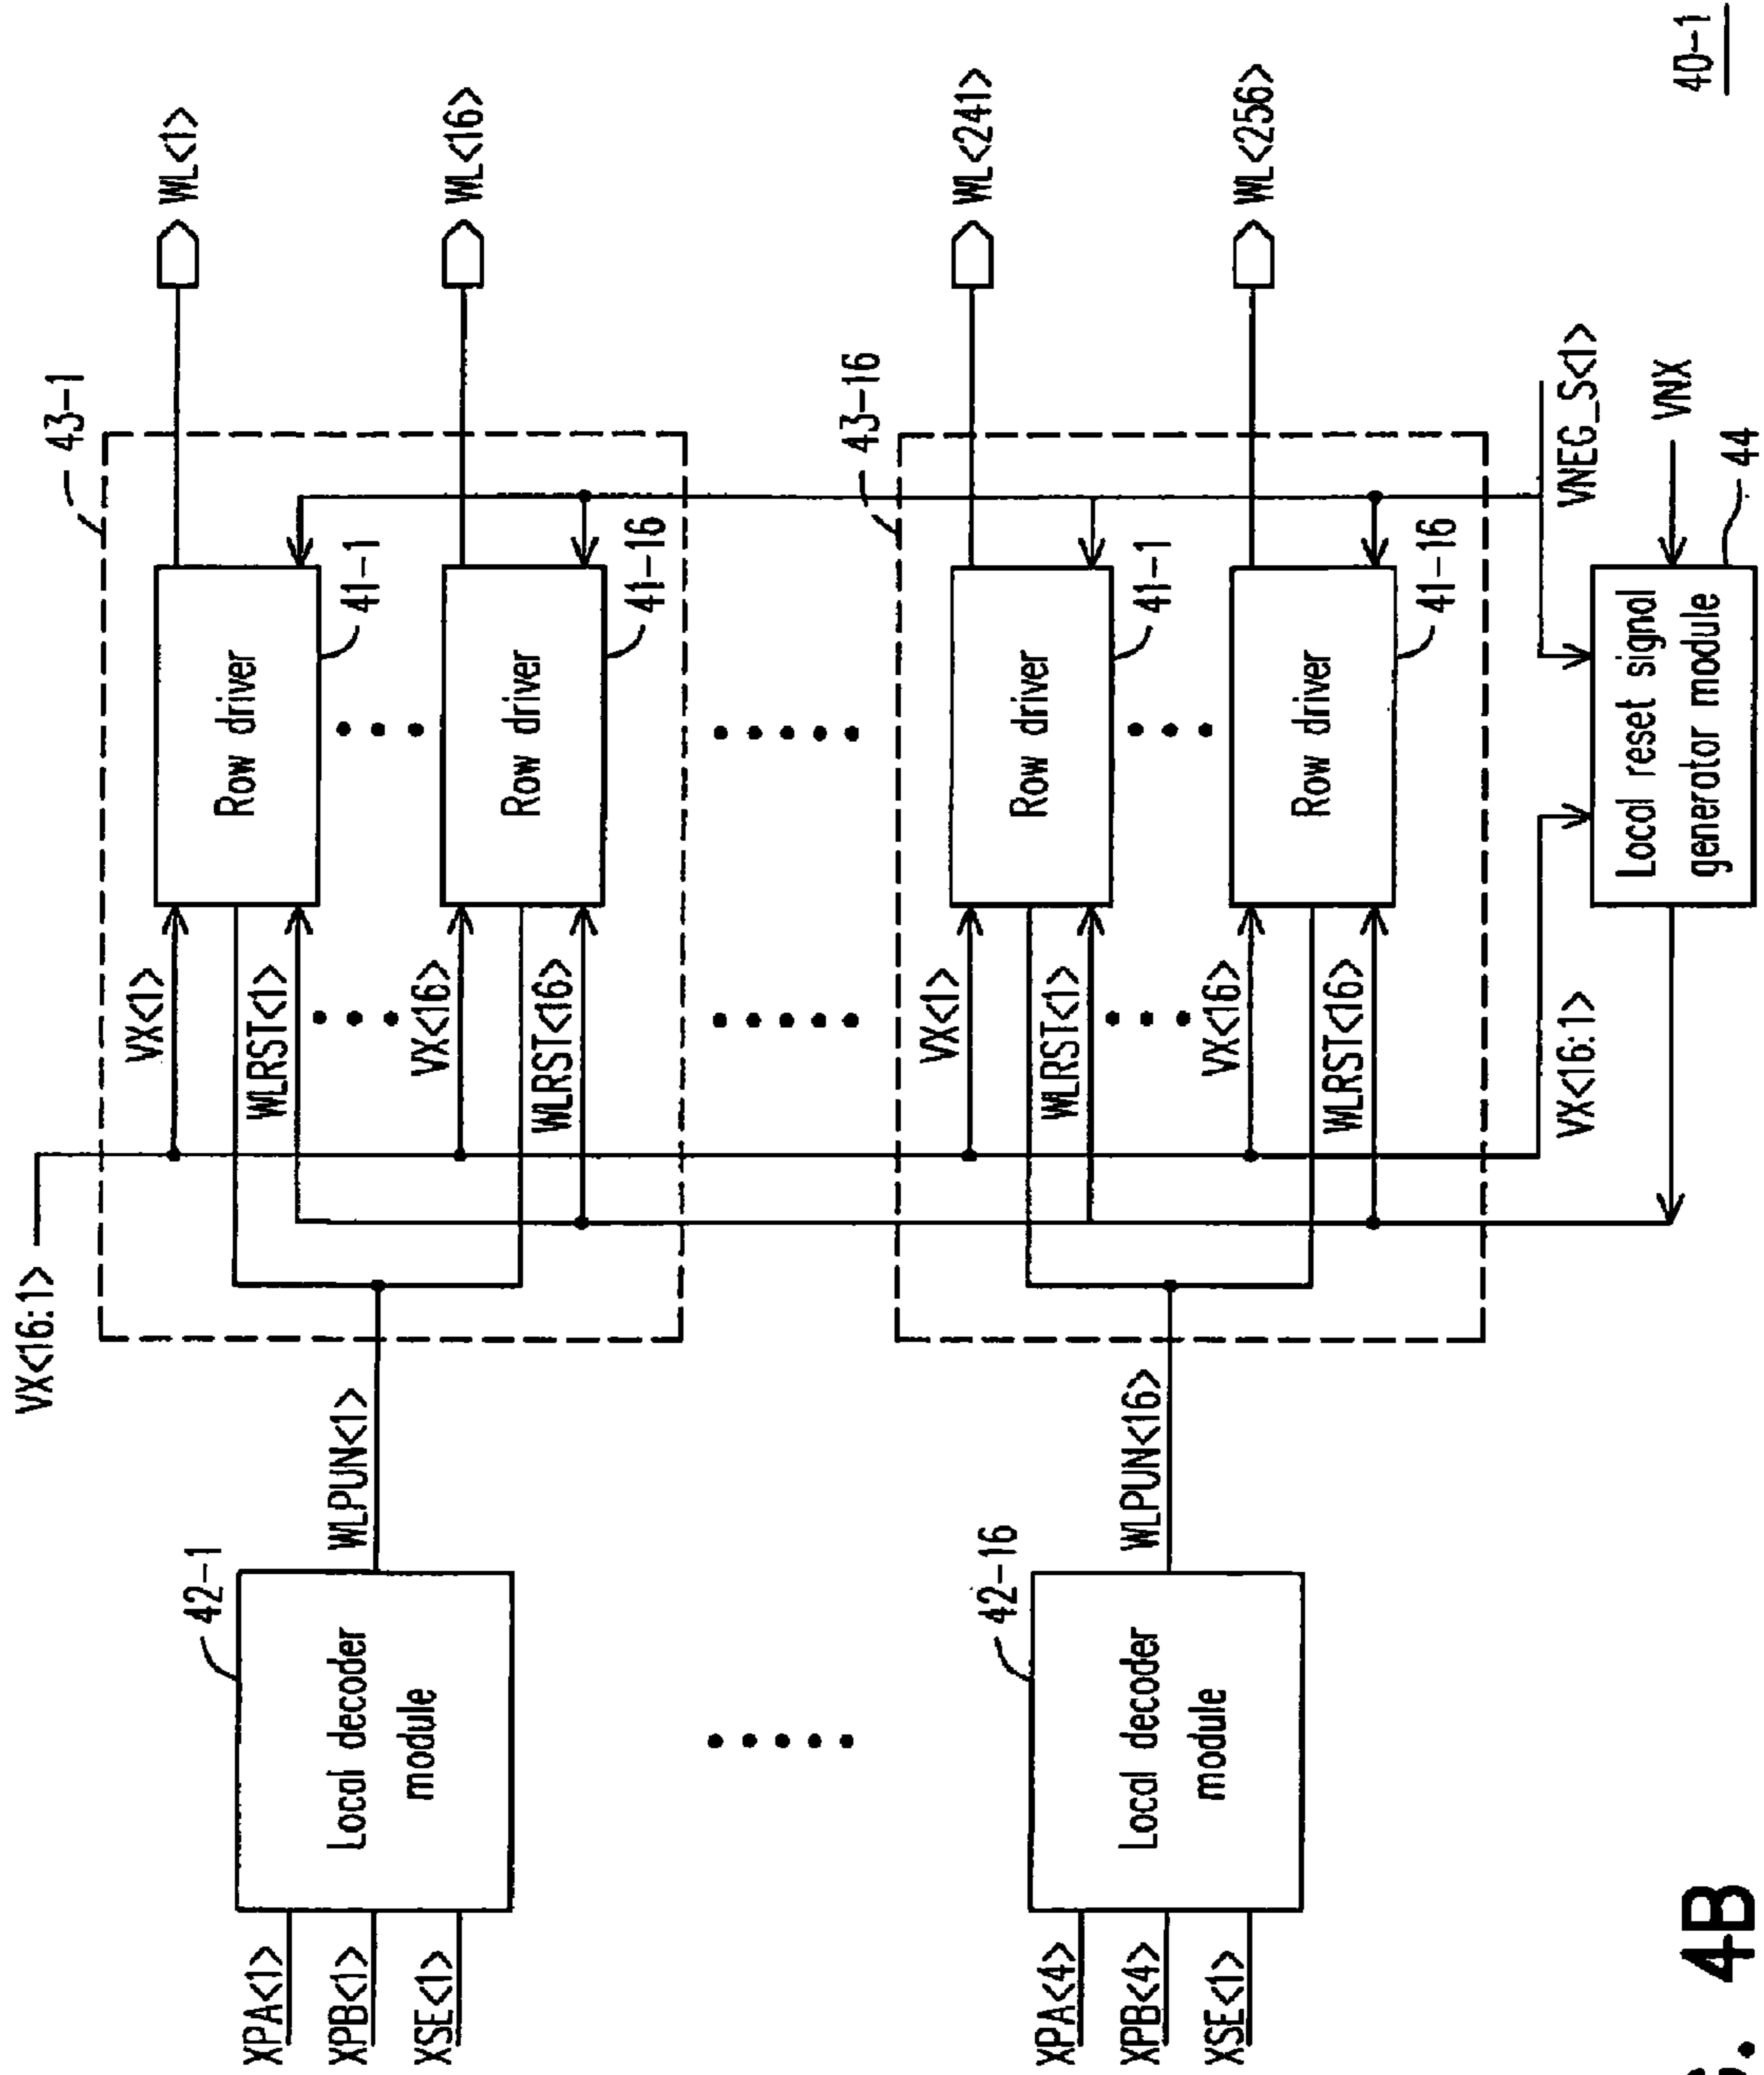 VX<16:1>
43-1
VX<1>
WLRST<1>
Row driver
41-1
WL<1>
42-1
XPA<1>
XPB<1>
XSE<1>
Local decoder
module
WLPUN<1>
VX<16>
WLRST<16>
Row driver
41-16
WL<16>
43-16
VX<1>
WLRST<1>
Row driver
41-1
WL<241>
42-16
XPA<4>
XPB<4>
XSE<1>
Local decoder
module
WLPUN<16>
VX<16>
WLRST<16>
Row driver
41-16
WL<256>
VX<16:1>
VNEG_S<1>
Local reset signal
generator module
VNX
44
40-1
4B